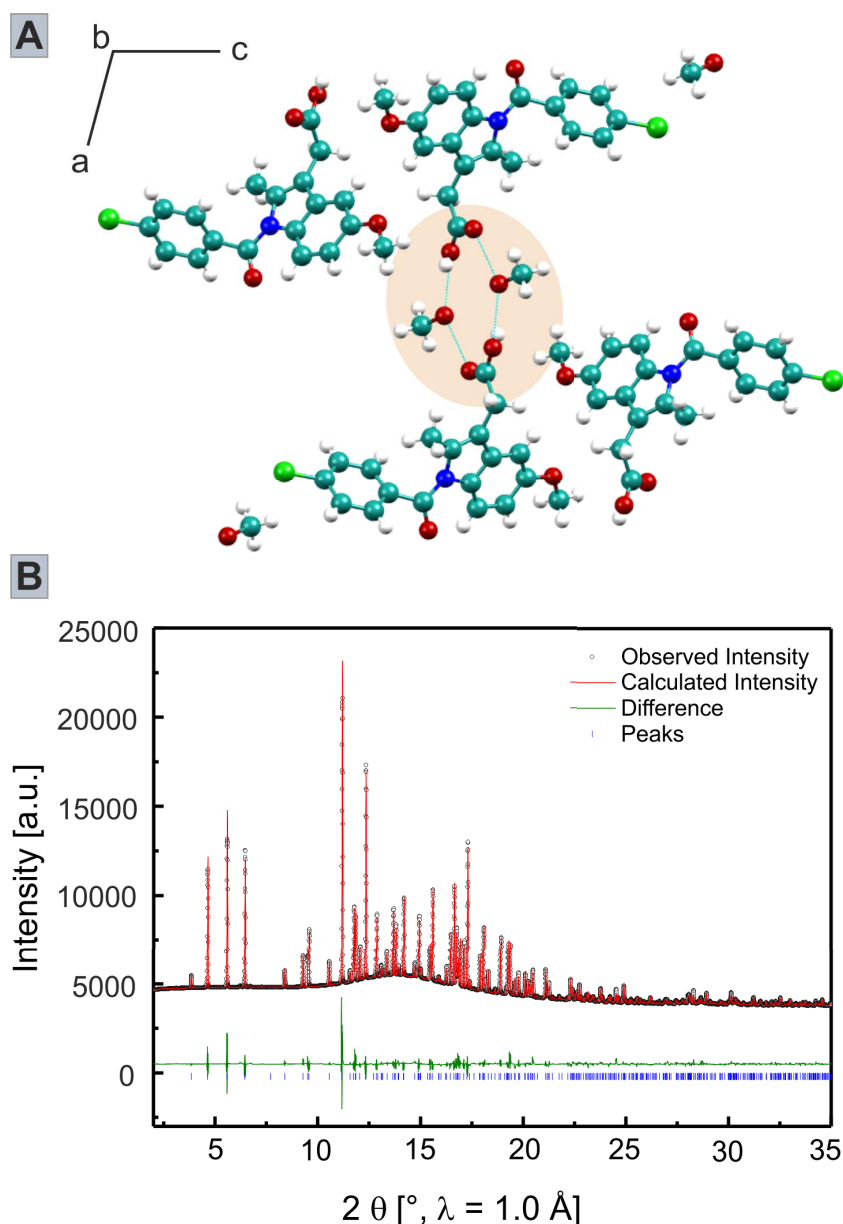 A
b
c
a
B
25000
20000
15000
10000
5000
0
Intensity [a.u.]
Observed Intensity
Calculated Intensity
Difference
Peaks
5 10 15 20 25 30 35
2 θ [°, λ = 1.0 Å]